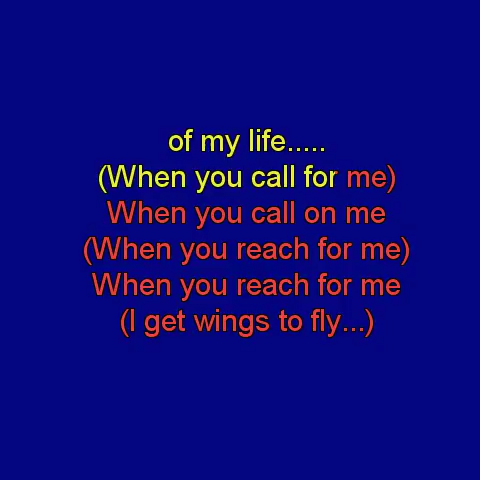 of my life.....
(When you call for me)
When you call on me
(When you reach for me)
When you reach for me
(I get wings to fly...)